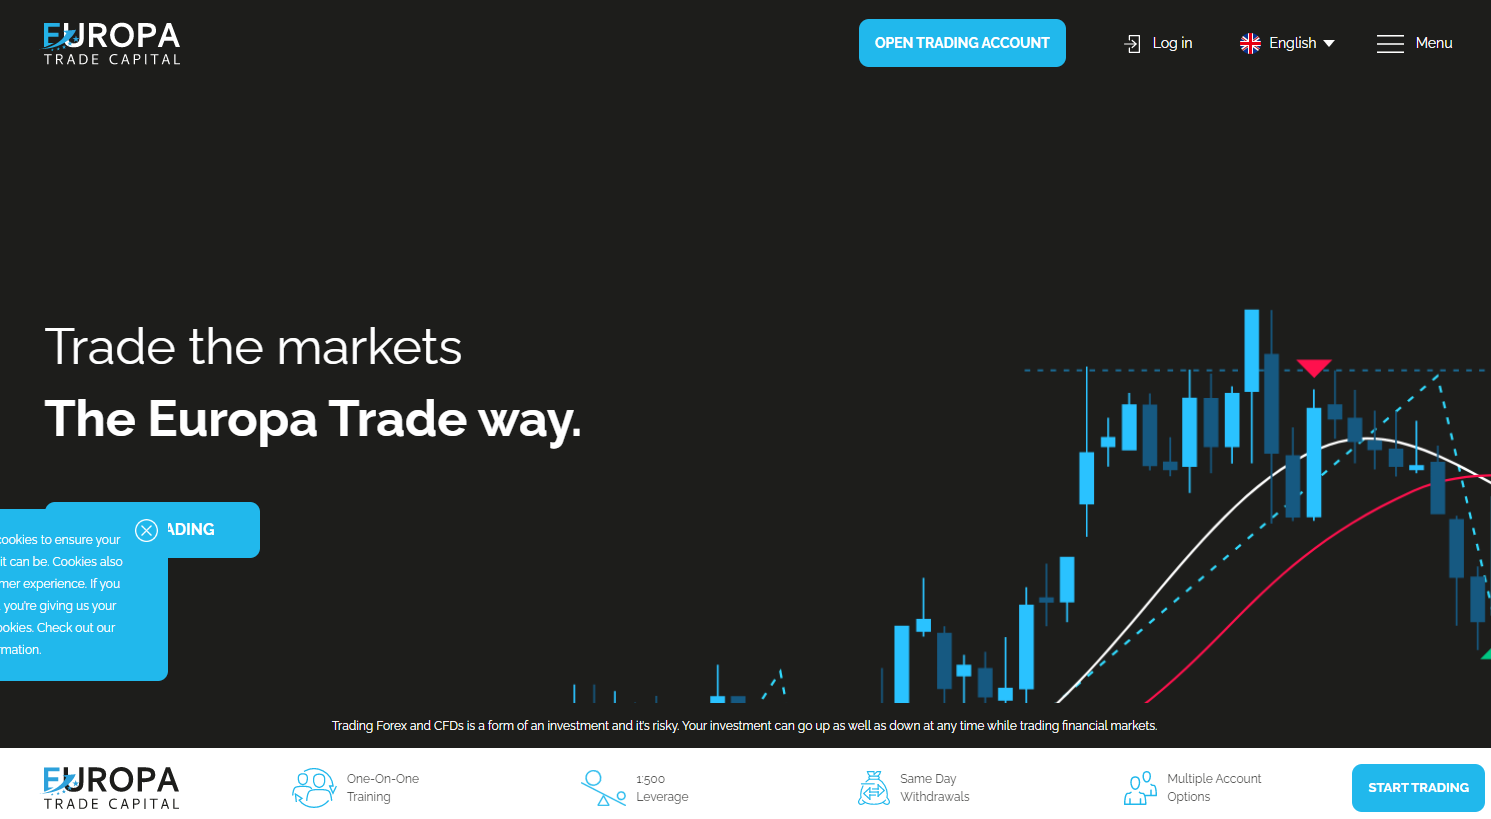 EUROPA
TRADE CAPITAL
OPEN TRADING ACCOUNT
Log in
English
Menu
Trade the markets
The Europa Trade way.
ADING
cookies to ensure your
it can be. Cookies also
mer experience. If you
you're giving us your
ookies. Check out our
mation.
Trading Forex and CFDs is a form of an investment and it's risky. Your investment can go up as well as down at any time while trading financial markets.
EUROPA
TRADE CAPITAL
One-On-One
Training
1:500
Leverage
Same Day
Withdrawals
Multiple Account
Options
START TRADING